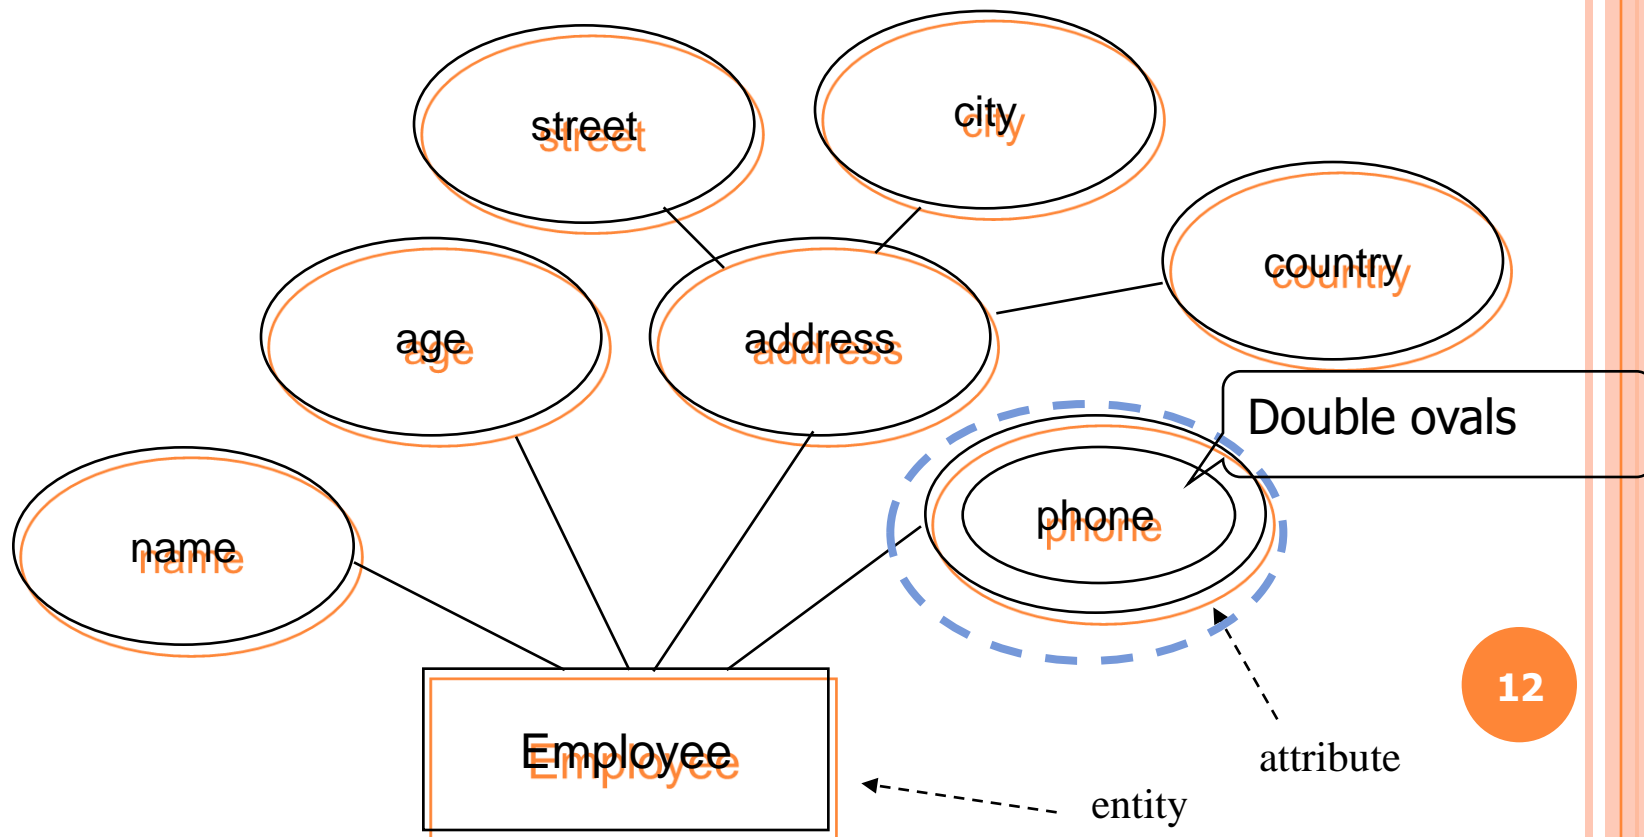 street
city
country
age
address
Double ovals
name
phone
12
Employee
attribute
entity